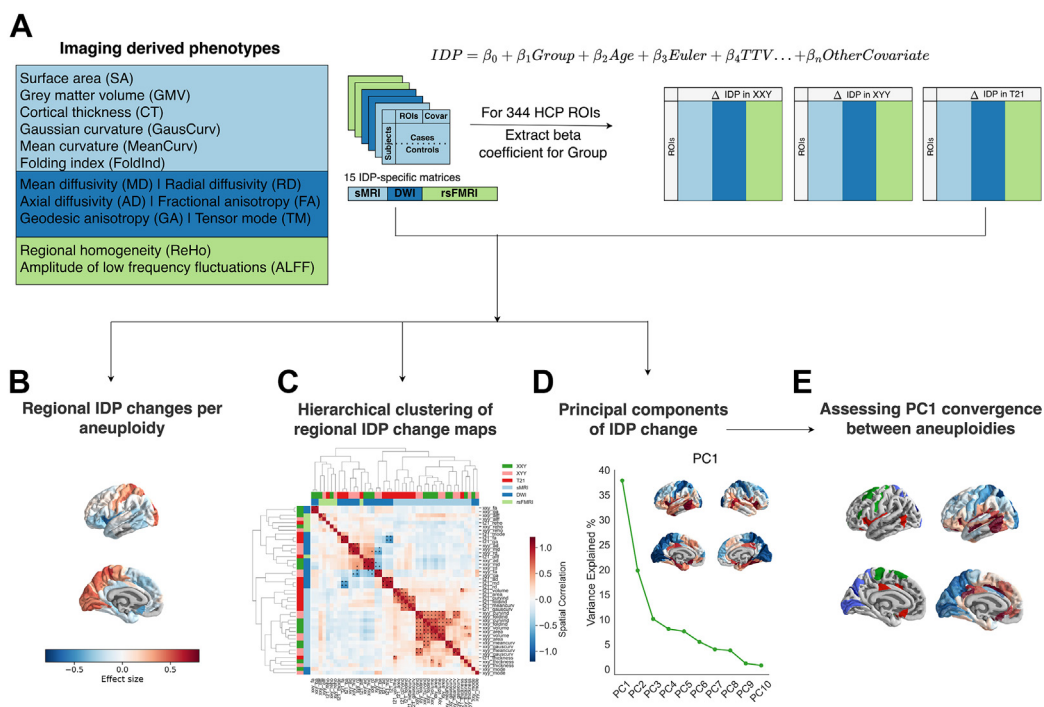 A
Imaging derived phenotypes
Surface area (SA)
Grey matter volume (GMV)
Cortical thickness (CT)
Gaussian curvature (GausCurv)
Mean curvature (MeanCurv)
Folding index (FoldInd)
Mean diffusivity (MD) | Radial diffusivity (RD)
Axial diffusivity (AD) | Fractional anisotropy (FA)
Geodesic anisotropy (GA) | Tensor mode (TM)
Regional homogeneity (ReHo)
Amplitude of low frequency fluctuations (ALFF)
IDP = β0 + β1Group + β2Age + β3Euler + β4TTV... + βnOtherCovariate
ROIs Covar
Subjects
Cases
Controls
15 IDP-specific matrices
sMRI DWI rsFMRI
For 344 HCP ROIs
Extract beta
coefficient for Group
Δ IDP in XXY
ROIs
Δ IDP in XYY
ROIs
Δ IDP in T21
ROIs
B
Regional IDP changes per
aneuploidy
−0.5 0.0 0.5
Effect size
C
Hierarchical clustering of
regional IDP change maps
XXY
XYY
T21
sMRI
DWI
rsFMRI
1.0
0.5
0.0
−0.5
−1.0
Spatial Correlation
D
Principal components
of IDP change
PC1
40
35
30
25
20
15
10
5
0
Variance Explained %
PC1 PC2 PC3 PC4 PC5 PC6 PC7 PC8 PC9 PC10
E
Assessing PC1 convergence
between aneuploidies